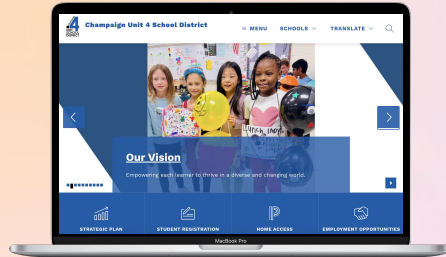 4
Champaign Unit 4 School District
≡ MENU SCHOOLS TRANSLATE
Our Vision
Empowering each learner to thrive in a diverse and changing world.
STRATEGIC PLAN STUDENT REGISTRATION HOME ACCESS EMPLOYMENT OPPORTUNITIES
MacBook Pro